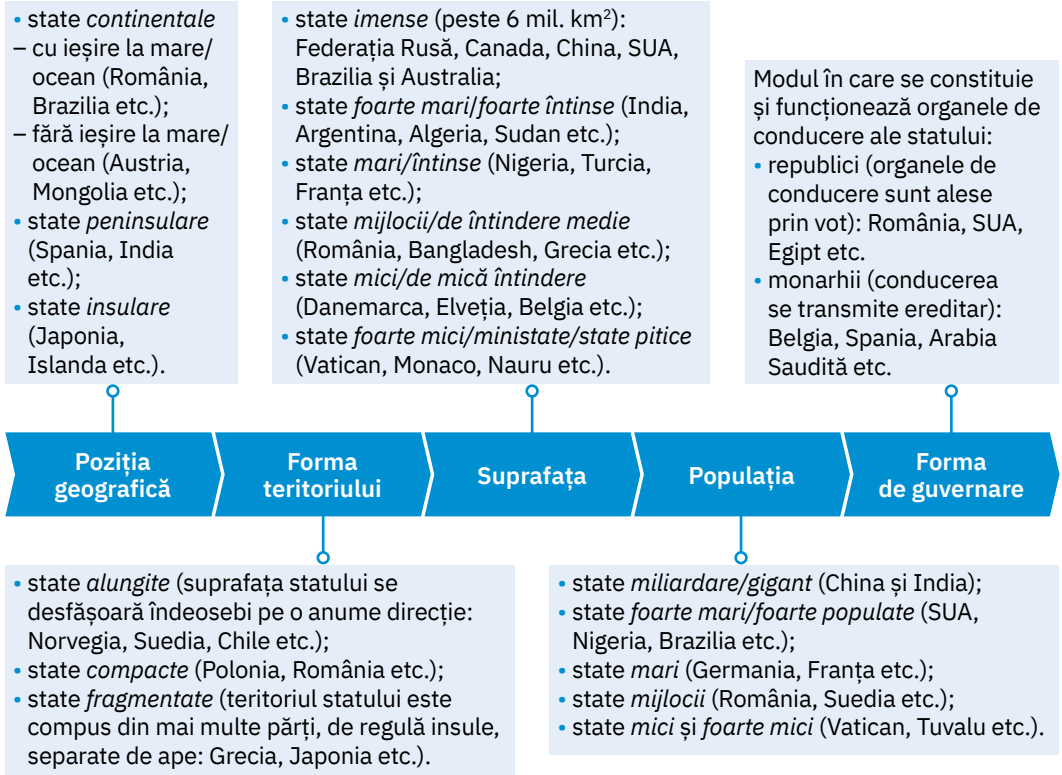 • state continentale
– cu ieșire la mare/
ocean (România,
Brazilia etc.);
– fără ieșire la mare/
ocean (Austria,
Mongolia etc.);
• state peninsulare
(Spania, India
etc.);
• state insulare
(Japonia,
Islanda etc.).
• state imense (peste 6 mil. km²):
Federația Rusă, Canada, China, SUA,
Brazilia și Australia;
• state foarte mari/foarte întinse (India,
Argentina, Algeria, Sudan etc.);
• state mari/întinse (Nigeria, Turcia,
Franța etc.);
• state mijlocii/de întindere medie
(România, Bangladesh, Grecia etc.);
• state mici/de mică întindere
(Danemarca, Elveția, Belgia etc.);
• state foarte mici/ministate/state pitice
(Vatican, Monaco, Nauru etc.).
Modul în care se constituie
și funcționează organele de
conducere ale statului:
• republici (organele de
conducere sunt alese
prin vot): România, SUA,
Egipt etc.
• monarhii (conducerea
se transmite ereditar):
Belgia, Spania, Arabia
Saudită etc.
Poziția
geografică
Forma
teritoriului
Suprafața
Populația
Forma
de guvernare
• state alungite (suprafața statului se
desfășoară îndeosebi pe o anume direcție:
Norvegia, Suedia, Chile etc.);
• state compacte (Polonia, România etc.);
• state fragmentate (teritoriul statului este
compus din mai multe părți, de regulă insule,
separate de ape: Grecia, Japonia etc.).
• state miliardare/gigant (China și India);
• state foarte mari/foarte populate (SUA,
Nigeria, Brazilia etc.);
• state mari (Germania, Franța etc.);
• state mijlocii (România, Suedia etc.);
• state mici și foarte mici (Vatican, Tuvalu etc.).